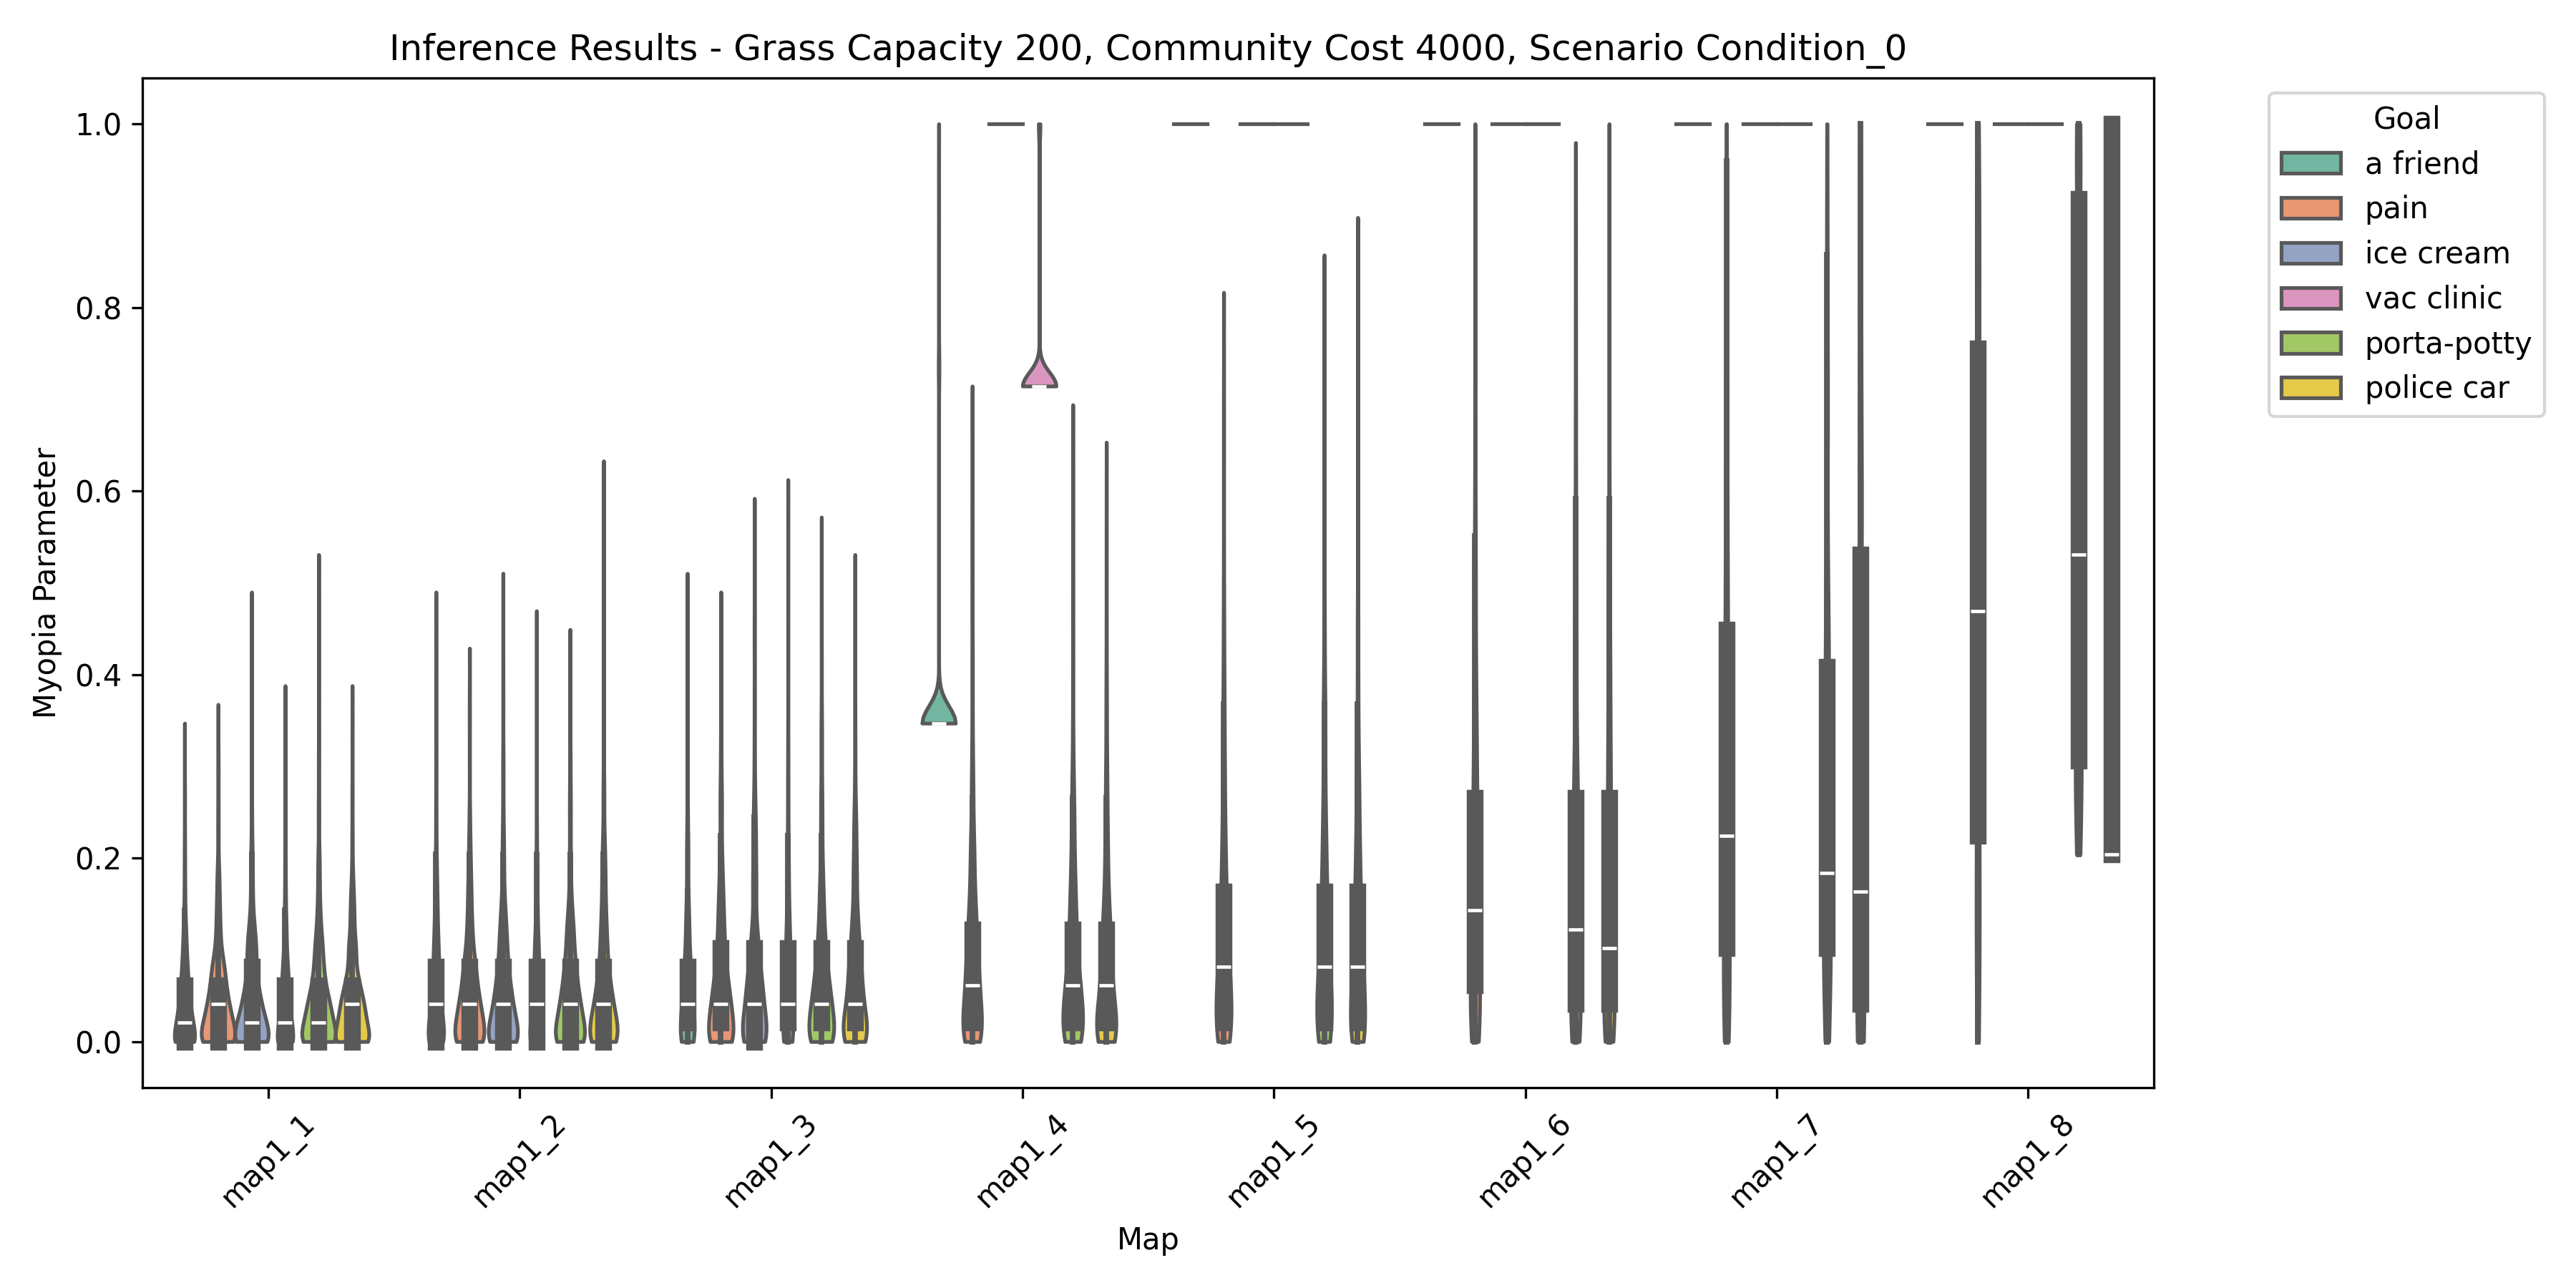 Inference Results - Grass Capacity 200, Community Cost 4000, Scenario Condition_0
Goal
a friend
pain
ice cream
vac clinic
porta-potty
police car
Myopia Parameter
1.0
0.8
0.6
0.4
0.2
0.0
map1_1
map1_2
map1_3
map1_4
map1_5
map1_6
map1_7
map1_8
Map